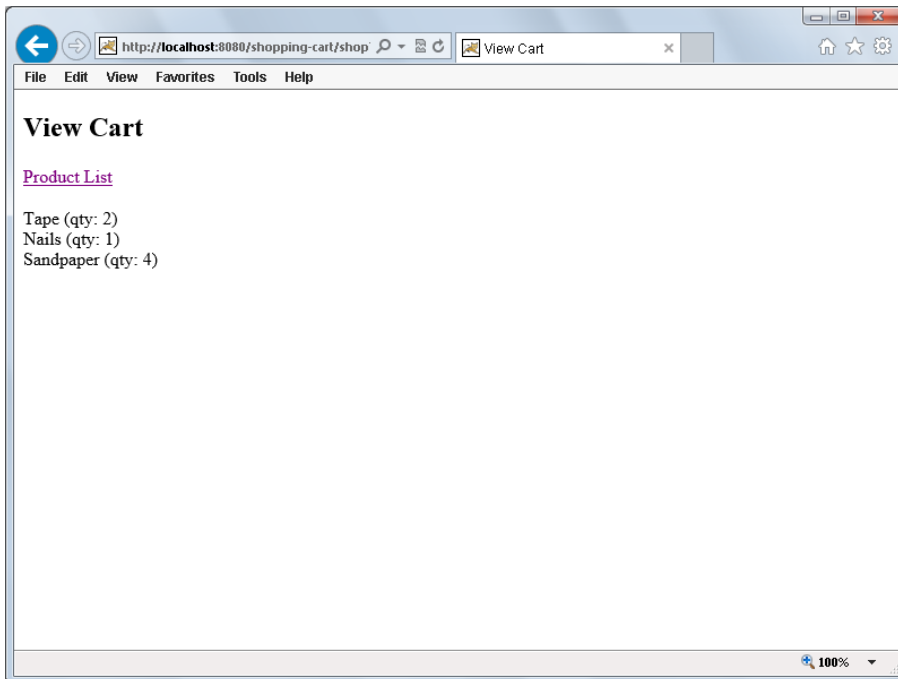 http://localhost:8080/shopping-cart/shop
View Cart
File Edit View Favorites Tools Help
View Cart
Product List
Tape (qty: 2)
Nails (qty: 1)
Sandpaper (qty: 4)
100%